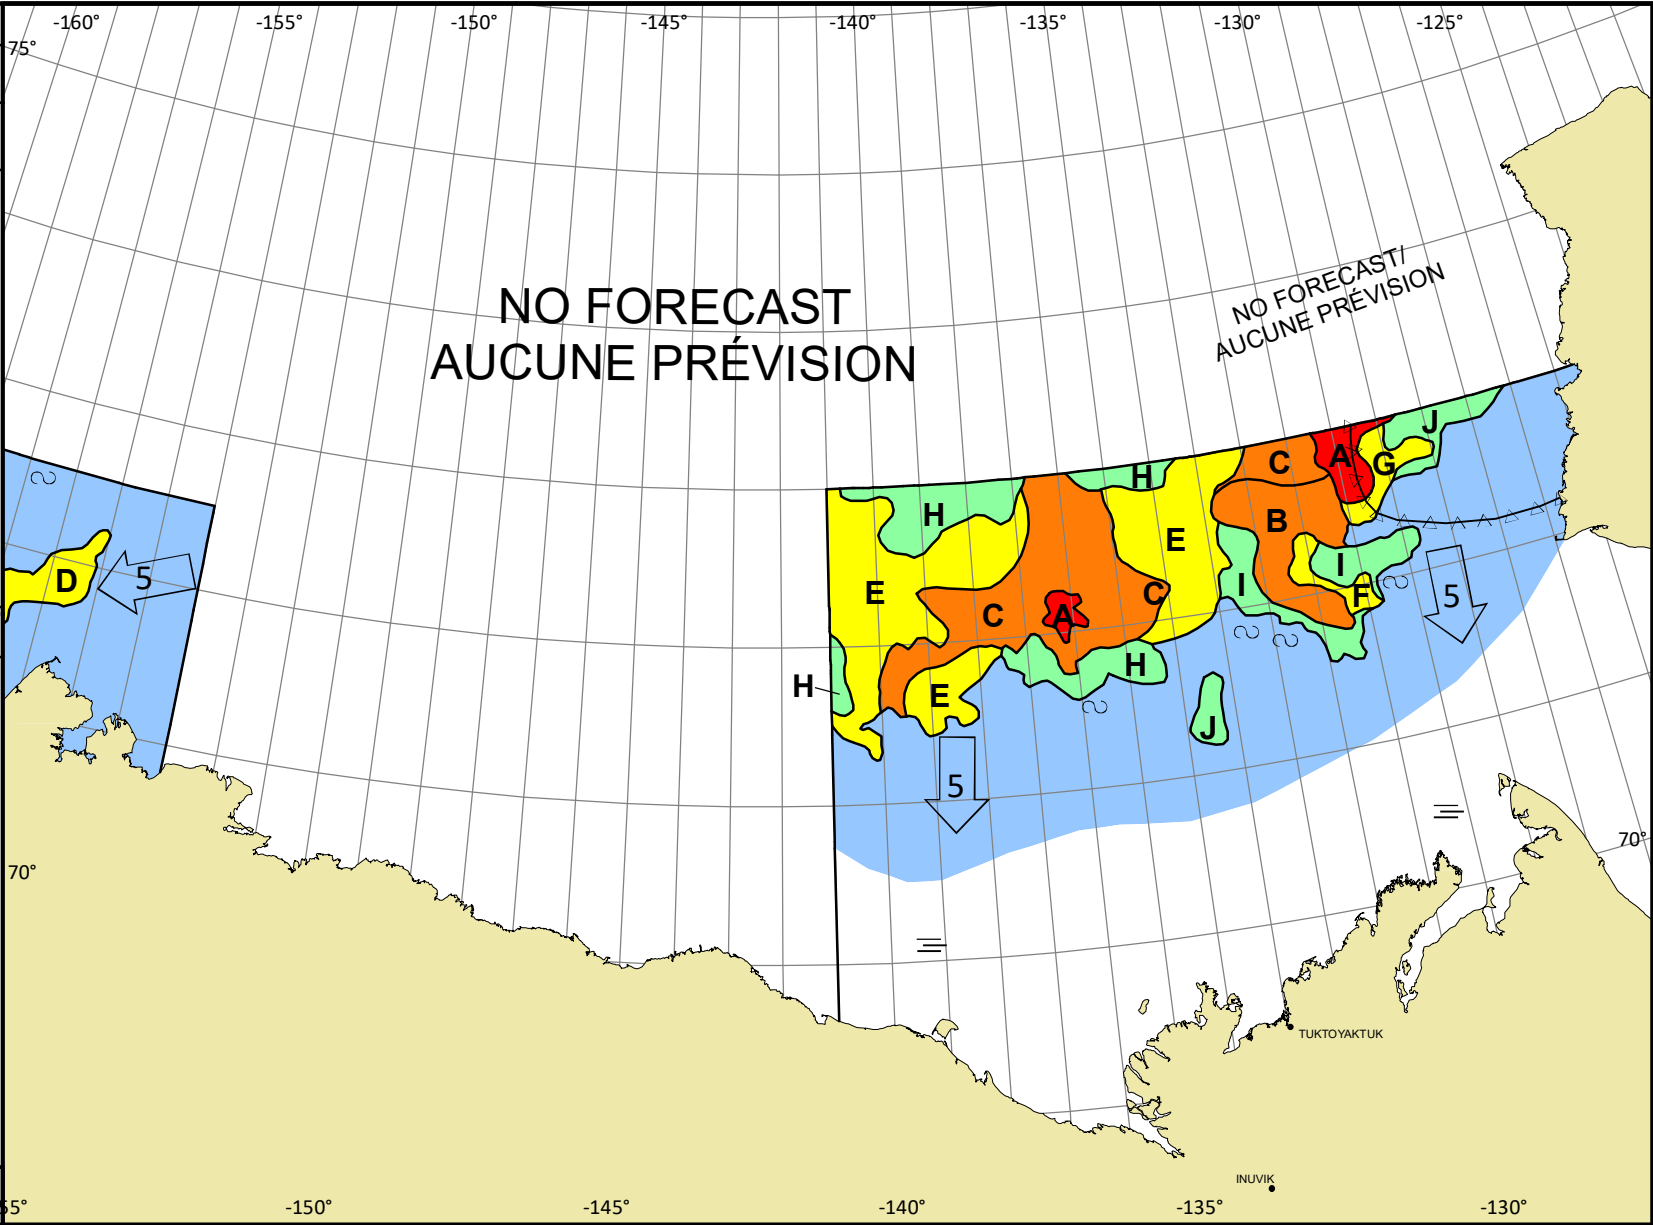 -160° -155° -150° -145° -140° -135° -130° -125°
75°
NO FORECAST/
AUCUNE PRÉVISION
NO FORECAST
AUCUNE PRÉVISION
J
C A G
H H
H B
E I
D 5 E I F 5
C C
A
H
H E
J
5
70°
70°
TUKTOYAKTUK
INUVIK
55° -150° -145° -140° -135° -130°